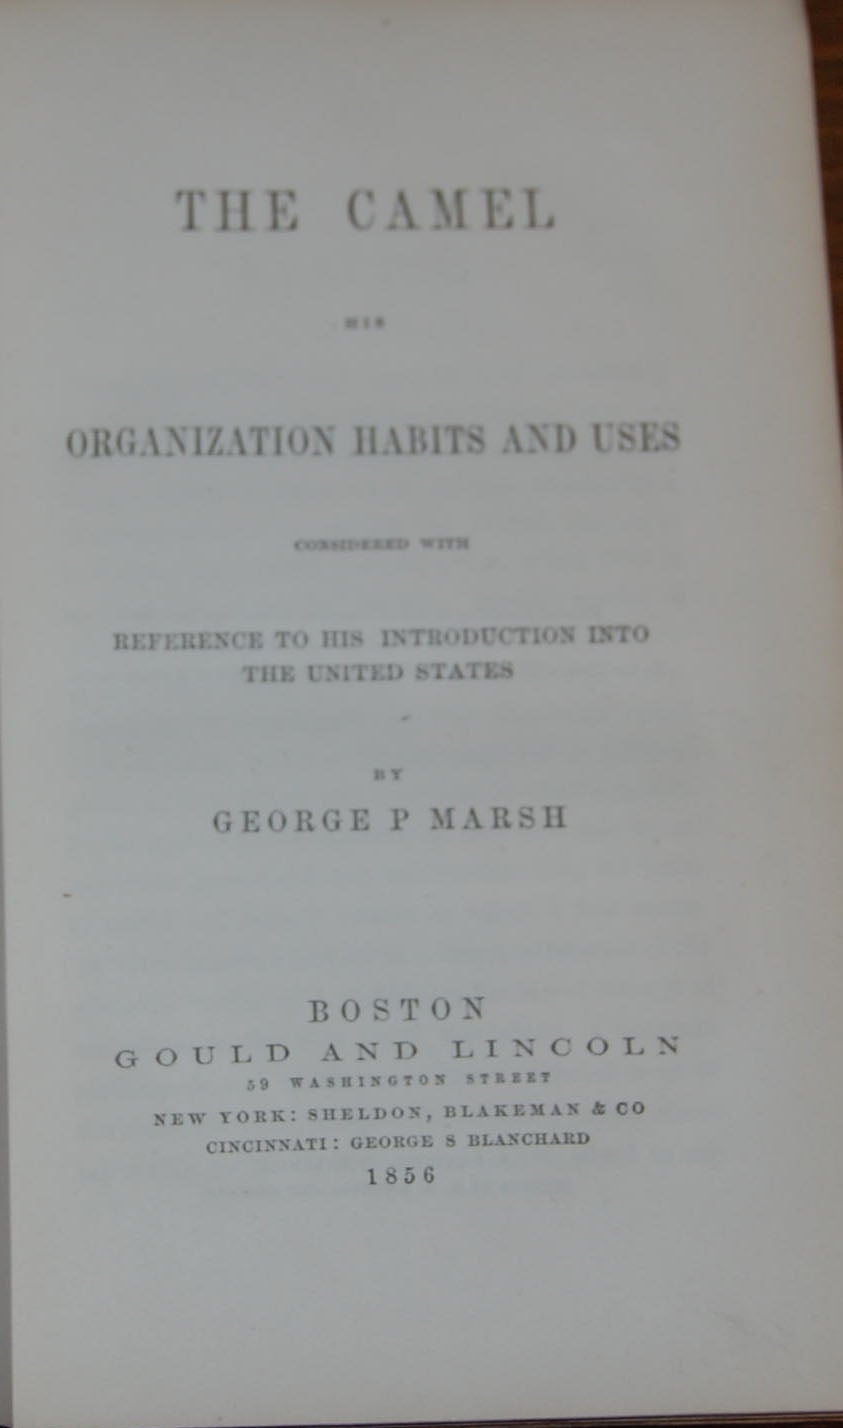 THE CAMEL
HIS
ORGANIZATION HABITS AND USES
CONSIDERED WITH
REFERENCE TO HIS INTRODUCTION INTO
THE UNITED STATES
BY
GEORGE P MARSH
BOSTON
GOULD AND LINCOLN
59 WASHINGTON STREET
NEW YORK: SHELDON, BLAKEMAN & CO
CINCINNATI: GEORGE S BLANCHARD
1856